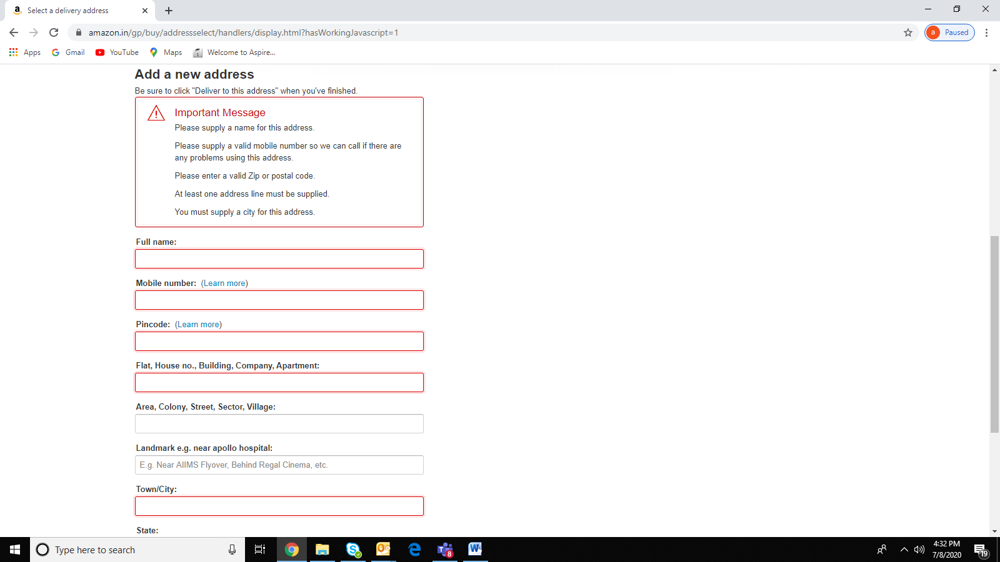 Select a delivery address
amazon.in/gp/buy/addressselect/handlers/display.html?hasWorkingJavascript=1
a
Paused
Apps
Gmail
YouTube
Maps
Welcome to Aspire...
Add a new address
Be sure to click "Deliver to this address" when you've finished.
Important Message
Please supply a name for this address.
Please supply a valid mobile number so we can call if there are
any problems using this address.
Please enter a valid Zip or postal code.
At least one address line must be supplied.
You must supply a city for this address.
Full name:
Mobile number: (Learn more)
Pincode: (Learn more)
Flat, House no., Building, Company, Apartment:
Area, Colony, Street, Sector, Village:
Landmark e.g. near apollo hospital:
E.g. Near AIIMS Flyover, Behind Regal Cinema, etc.
Town/City:
State:
Type here to search
8
4:32 PM
7/8/2020
19